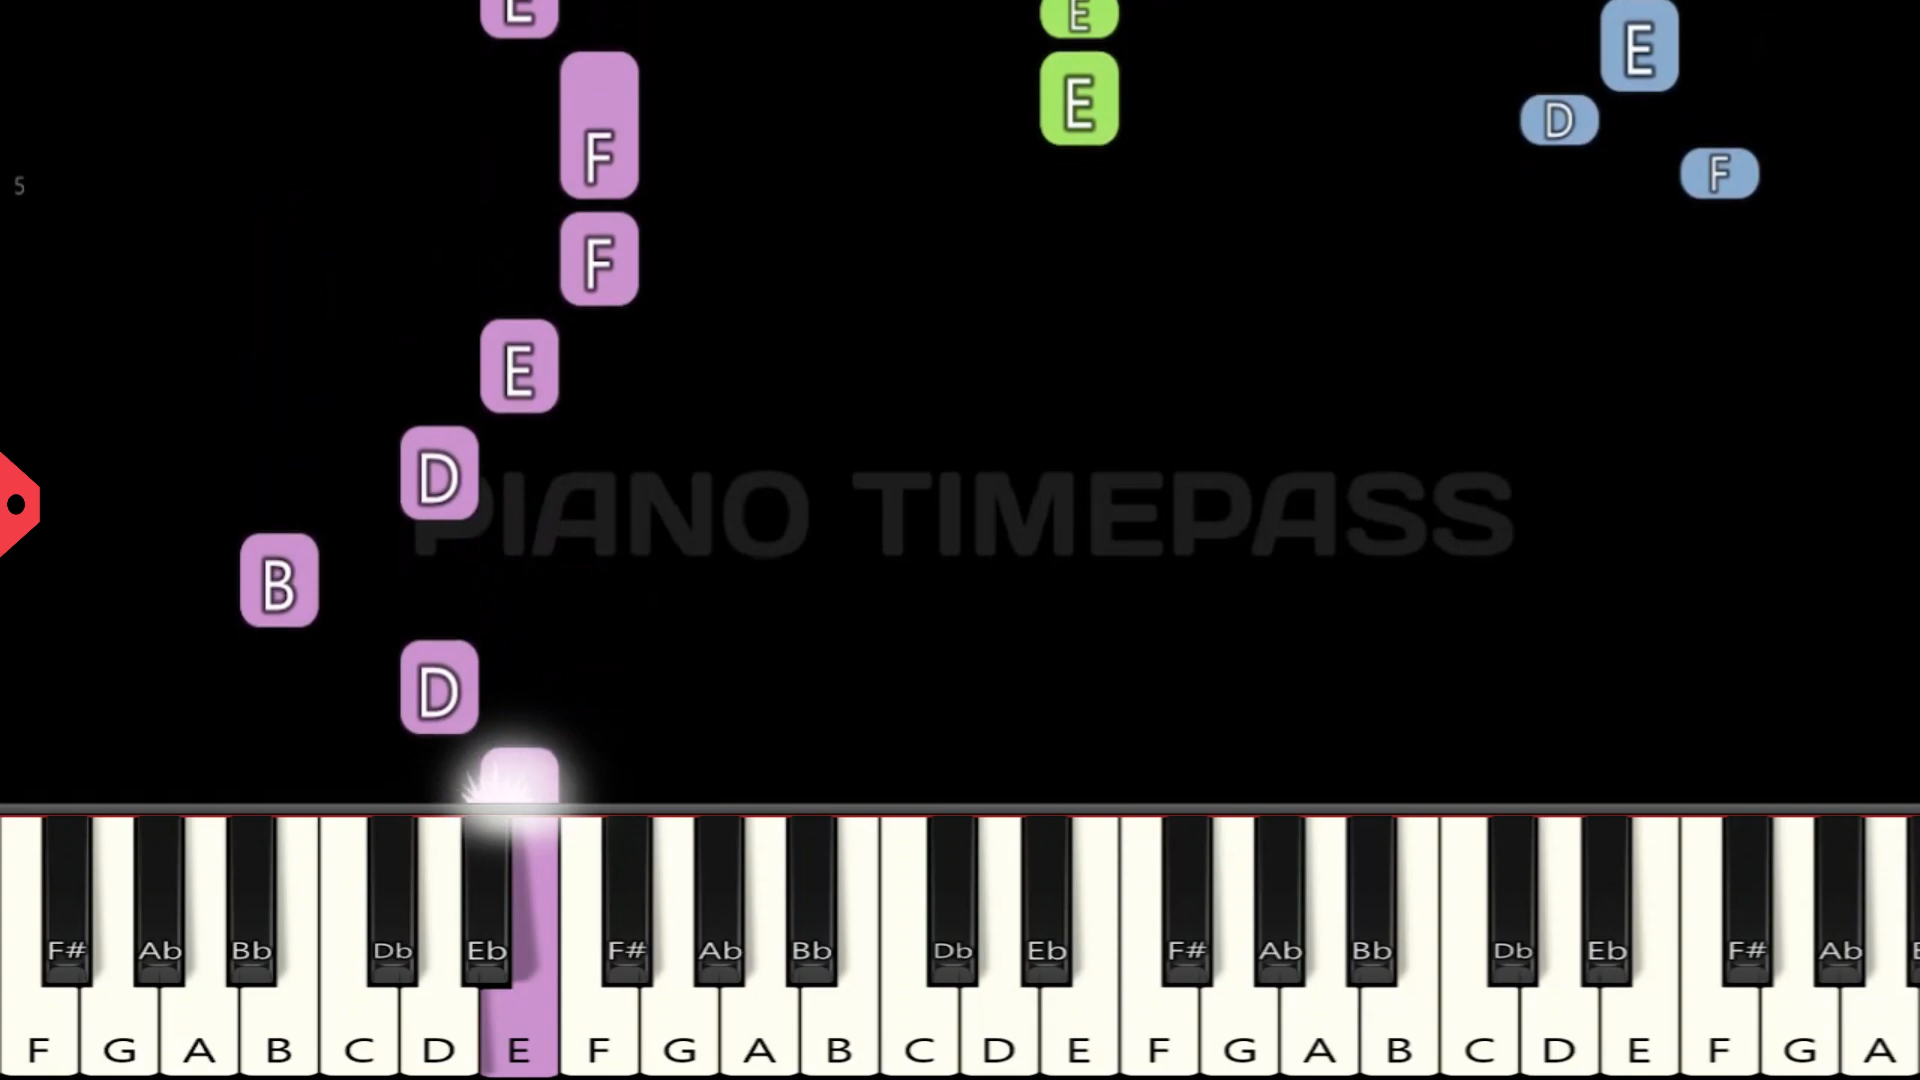 E E E
F E D
5 F
F
E
D
PIANO TIMEPASS
B
D
F# Ab Bb Db Eb F# Ab Bb Db Eb F# Ab Bb Db Eb F# Ab
F G A B C D E F G A B C D E F G A B C D E F G A